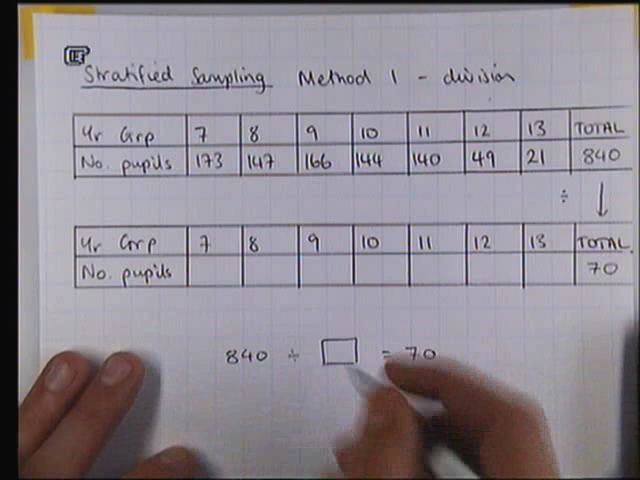 Stratified Sampling Method 1 - division
Yr Grp 7 8 9 10 11 12 13 TOTAL
No. pupils 173 147 166 144 140 49 21 840
÷
Yr Grp 7 8 9 10 11 12 13 TOTAL
No. pupils 70
840 ÷ □ = 70